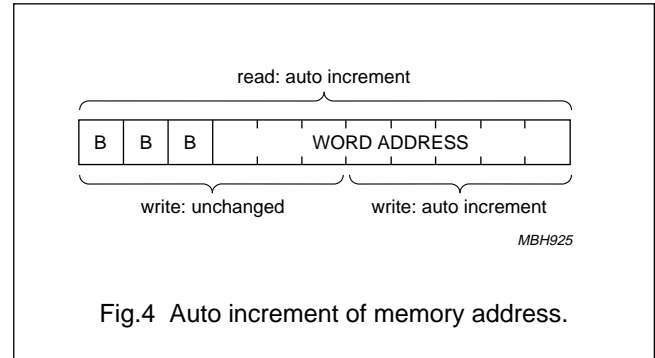 read: auto increment
B B B WORD ADDRESS
write: unchanged write: auto increment
MBH925
Fig.4 Auto increment of memory address.